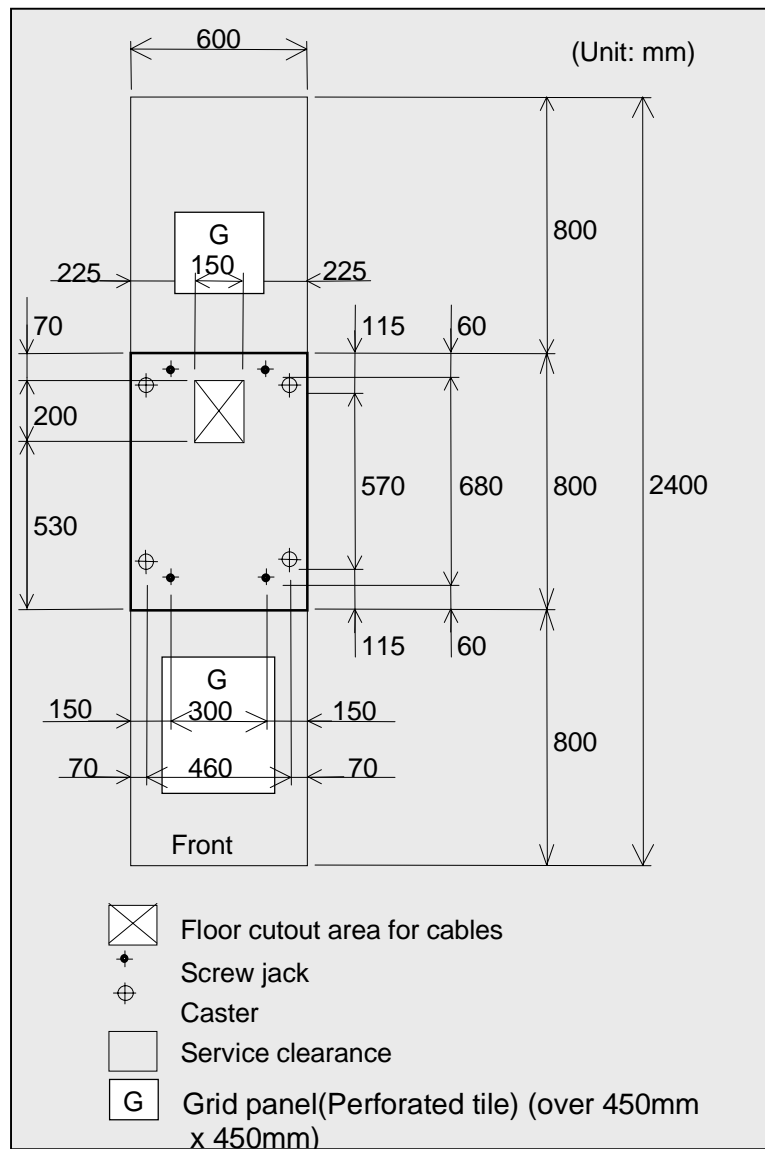 600
(Unit: mm)
800
G
225 150 225
70 115 60
200
570 680 800 2400
530
115 60
G
150 300 150
800
70 460 70
Front
Floor cutout area for cables
Screw jack
Caster
Service clearance
G Grid panel(Perforated tile) (over 450mm
x 450mm)